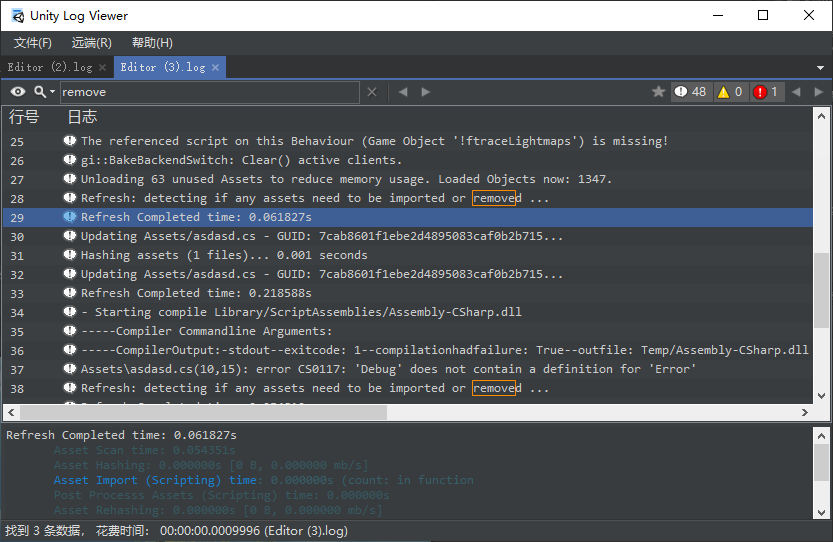 Unity Log Viewer
文件(F) 远端(R) 帮助(H)
Editor (2).log Editor (3).log
remove 48 0 1
行号 日志
25 The referenced script on this Behaviour (Game Object '!ftraceLightmaps') is missing!
26 gi::BakeBackendSwitch: Clear() active clients.
27 Unloading 63 unused Assets to reduce memory usage. Loaded Objects now: 1347.
28 Refresh: detecting if any assets need to be imported or removed ...
29 Refresh Completed time: 0.061827s
30 Updating Assets/asdasd.cs - GUID: 7cab8601f1ebe2d4895083caf0b2b715...
31 Hashing assets (1 files)... 0.001 seconds
32 Updating Assets/asdasd.cs - GUID: 7cab8601f1ebe2d4895083caf0b2b715...
33 Refresh Completed time: 0.218588s
34 - Starting compile Library/ScriptAssemblies/Assembly-CSharp.dll
35 -----Compiler Commandline Arguments:
36 -----CompilerOutput:-stdout--exitcode: 1--compilationhadfailure: True--outfile: Temp/Assembly-CSharp.dll
37 Assets\asdasd.cs(10,15): error CS0117: 'Debug' does not contain a definition for 'Error'
38 Refresh: detecting if any assets need to be imported or removed ...
Refresh Completed time: 0.061827s
Asset Scan time: 0.054351s
Asset Hashing: 0.000000s [0 B, 0.000000 mb/s]
Asset Import (Scripting) time: 0.000000s (count: in function
Post Processs Assets (Scripting) time: 0.000000s
Asset Rehashing: 0.000000s [0 B, 0.000000 mb/s]
找到 3 条数据， 花费时间： 00:00:00.0009996 (Editor (3).log)